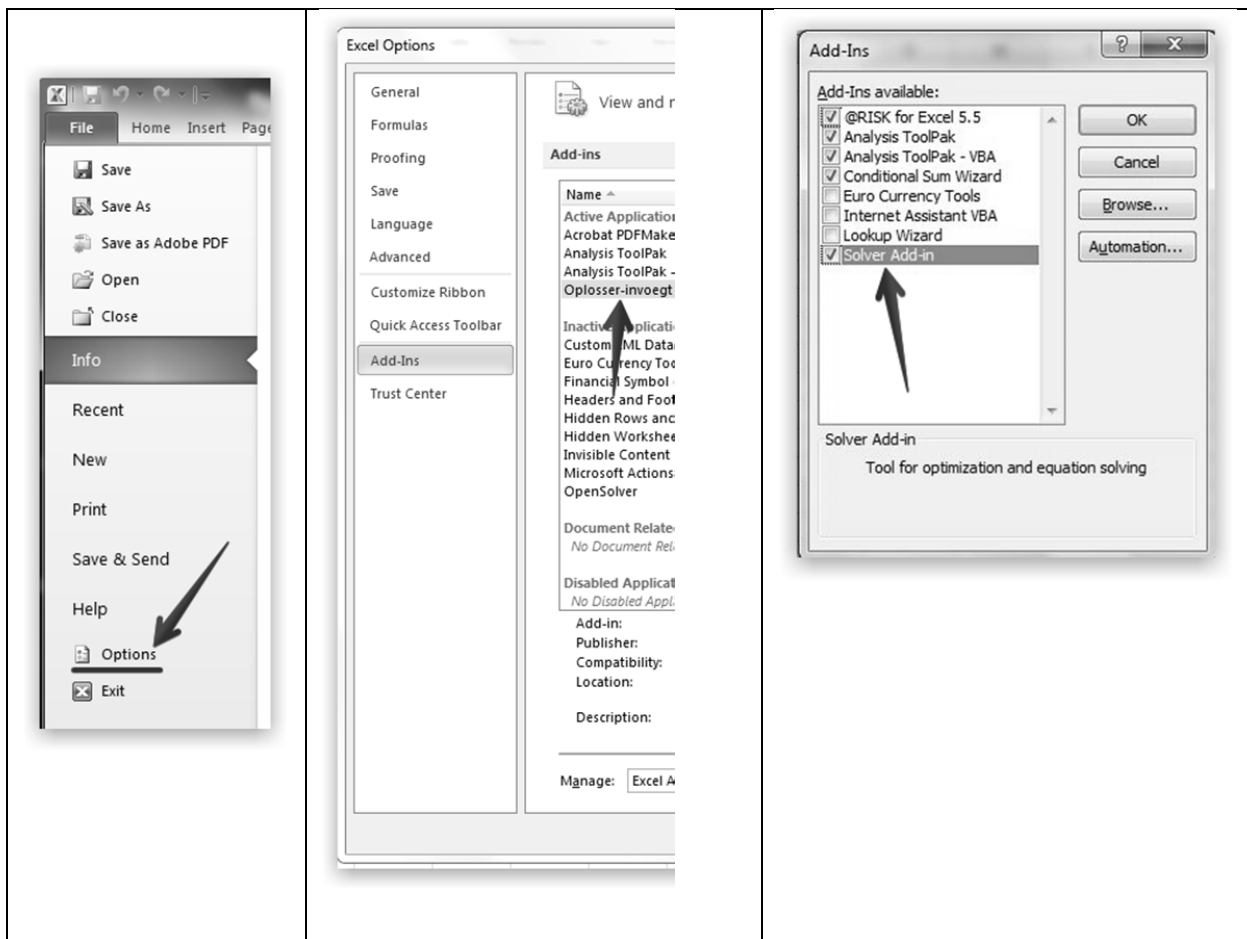 File Home Insert Page
Save
Save As
Save as Adobe PDF
Open
Close
Info
Recent
New
Print
Save & Send
Help
Options
Exit
Excel Options
General
Formulas
Proofing
Save
Language
Advanced
Customize Ribbon
Quick Access Toolbar
Add-Ins
Trust Center
View and
Add-ins
Name
Active Application
Acrobat PDFMake
Analysis ToolPak
Analysis ToolPak -
Oplosser-invoegt
Custom XML Data
Euro Currency Too
Financial Symbol
Headers and Foot
Hidden Rows and
Hidden Workshee
Invisible Content
Microsoft Actions
OpenSolver
Document Relate
No Document Rel
Disabled Applicat
No Disabled Appl
Add-in:
Publisher:
Compatibility:
Location:
Description:
Manage: Excel A
Add-Ins
Add-Ins available:
@RISK for Excel 5.5
Analysis ToolPak
Analysis ToolPak - VBA
Conditional Sum Wizard
Euro Currency Tools
Internet Assistant VBA
Lookup Wizard
Solver Add-in
OK
Cancel
Browse...
Automation...
Solver Add-in
Tool for optimization and equation solving